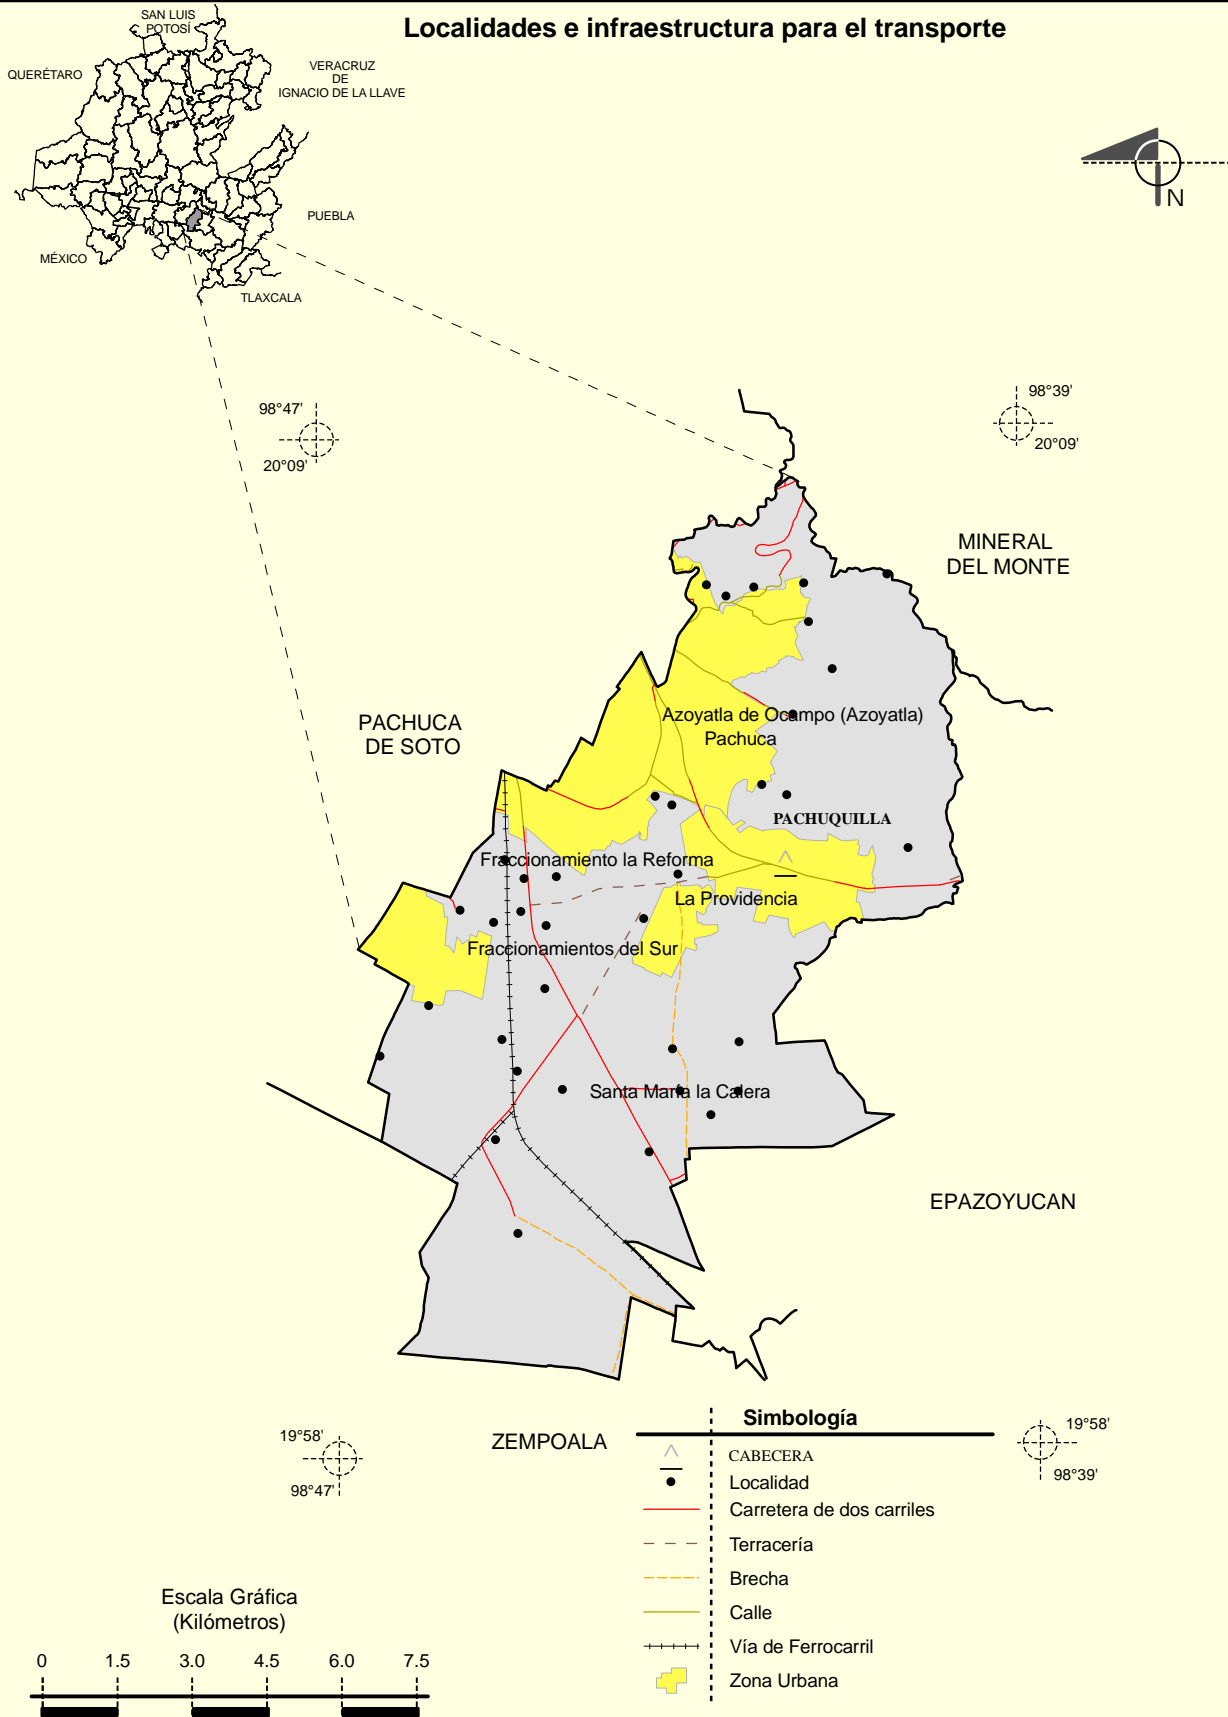 Localidades e infraestructura para el transporte
SAN LUIS
POTOSÍ
QUERÉTARO
VERACRUZ
DE
IGNACIO DE LA LLAVE
PUEBLA
MÉXICO
TLAXCALA
N
98°47'
20°09'
98°39'
20°09'
MINERAL
DEL MONTE
PACHUCA
DE SOTO
Azoyatla de Ocampo (Azoyatla)
Pachuca
PACHUQUILLA
Fraccionamiento la Reforma
La Providencia
Fraccionamientos del Sur
Santa María la Calera
EPAZOYUCAN
ZEMPOALA
19°58'
98°47'
19°58'
98°39'
Simbología
CABECERA
Localidad
Carretera de dos carriles
Terracería
Brecha
Calle
Vía de Ferrocarril
Zona Urbana
Escala Gráfica
(Kilómetros)
0 1.5 3.0 4.5 6.0 7.5